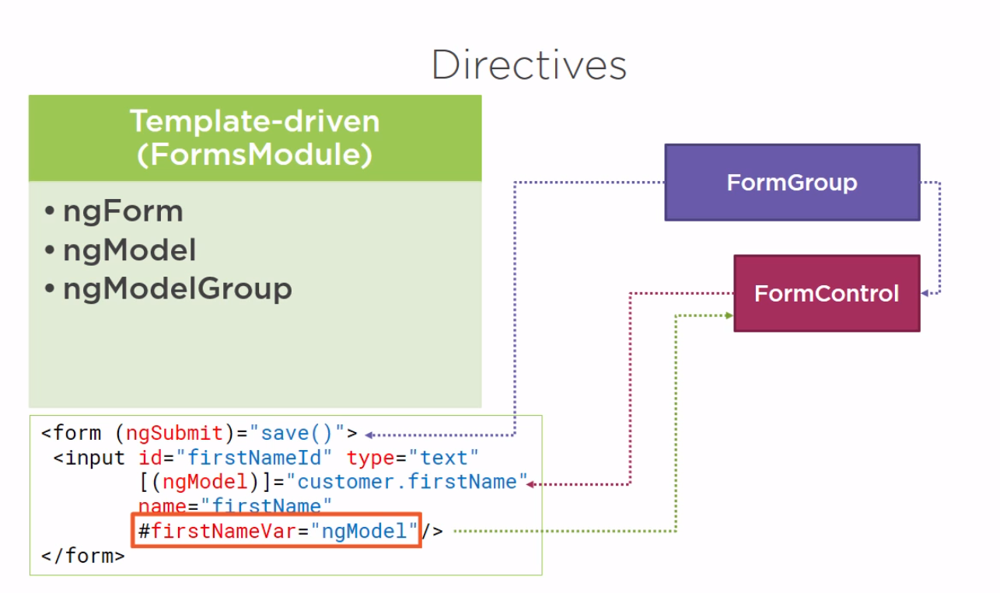 Directives
Template-driven
(FormsModule)
• ngForm
• ngModel
• ngModelGroup
FormGroup
FormControl
<form (ngSubmit)="save()">
<input id="firstNameId" type="text"
[(ngModel)]="customer.firstName"
name="firstName"
#firstNameVar="ngModel"/>
</form>